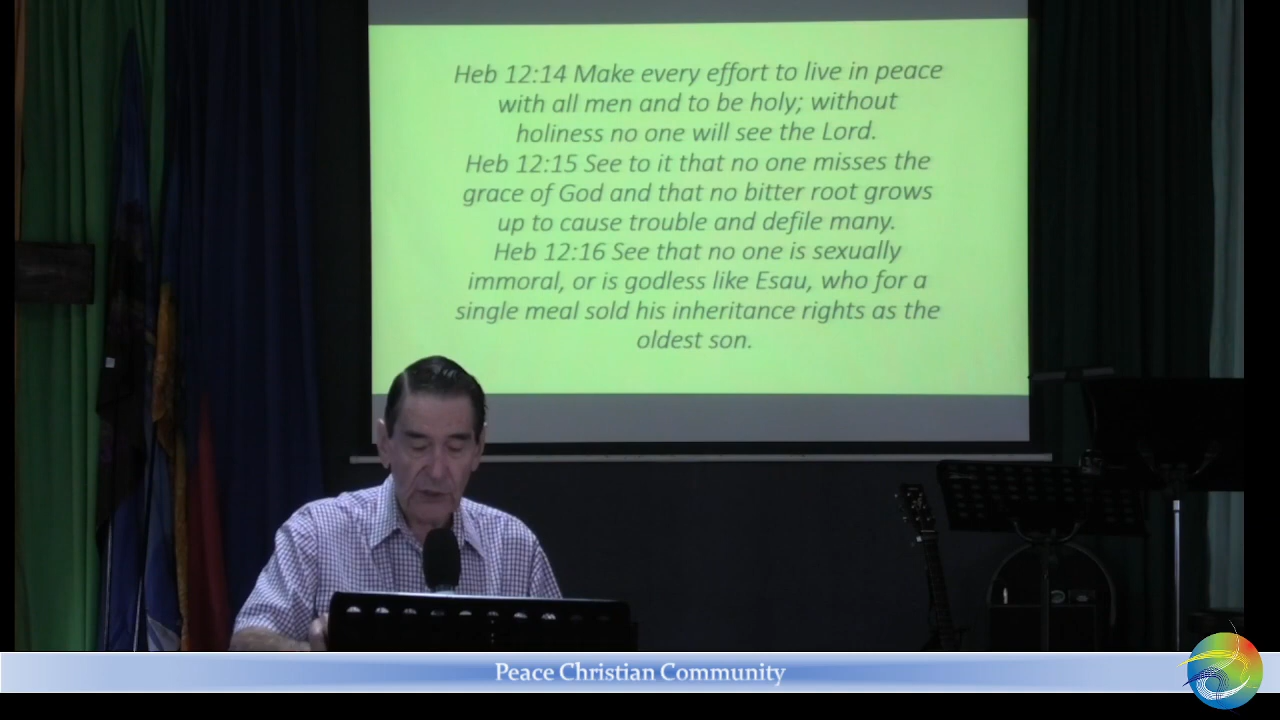 Heb 12:14 Make every effort to live in peace
with all men and to be holy; without
holiness no one will see the Lord.
Heb 12:15 See to it that no one misses the
grace of God and that no bitter root grows
up to cause trouble and defile many.
Heb 12:16 See that no one is sexually
immoral, or is godless like Esau, who for a
single meal sold his inheritance rights as the
oldest son.
Peace Christian Community